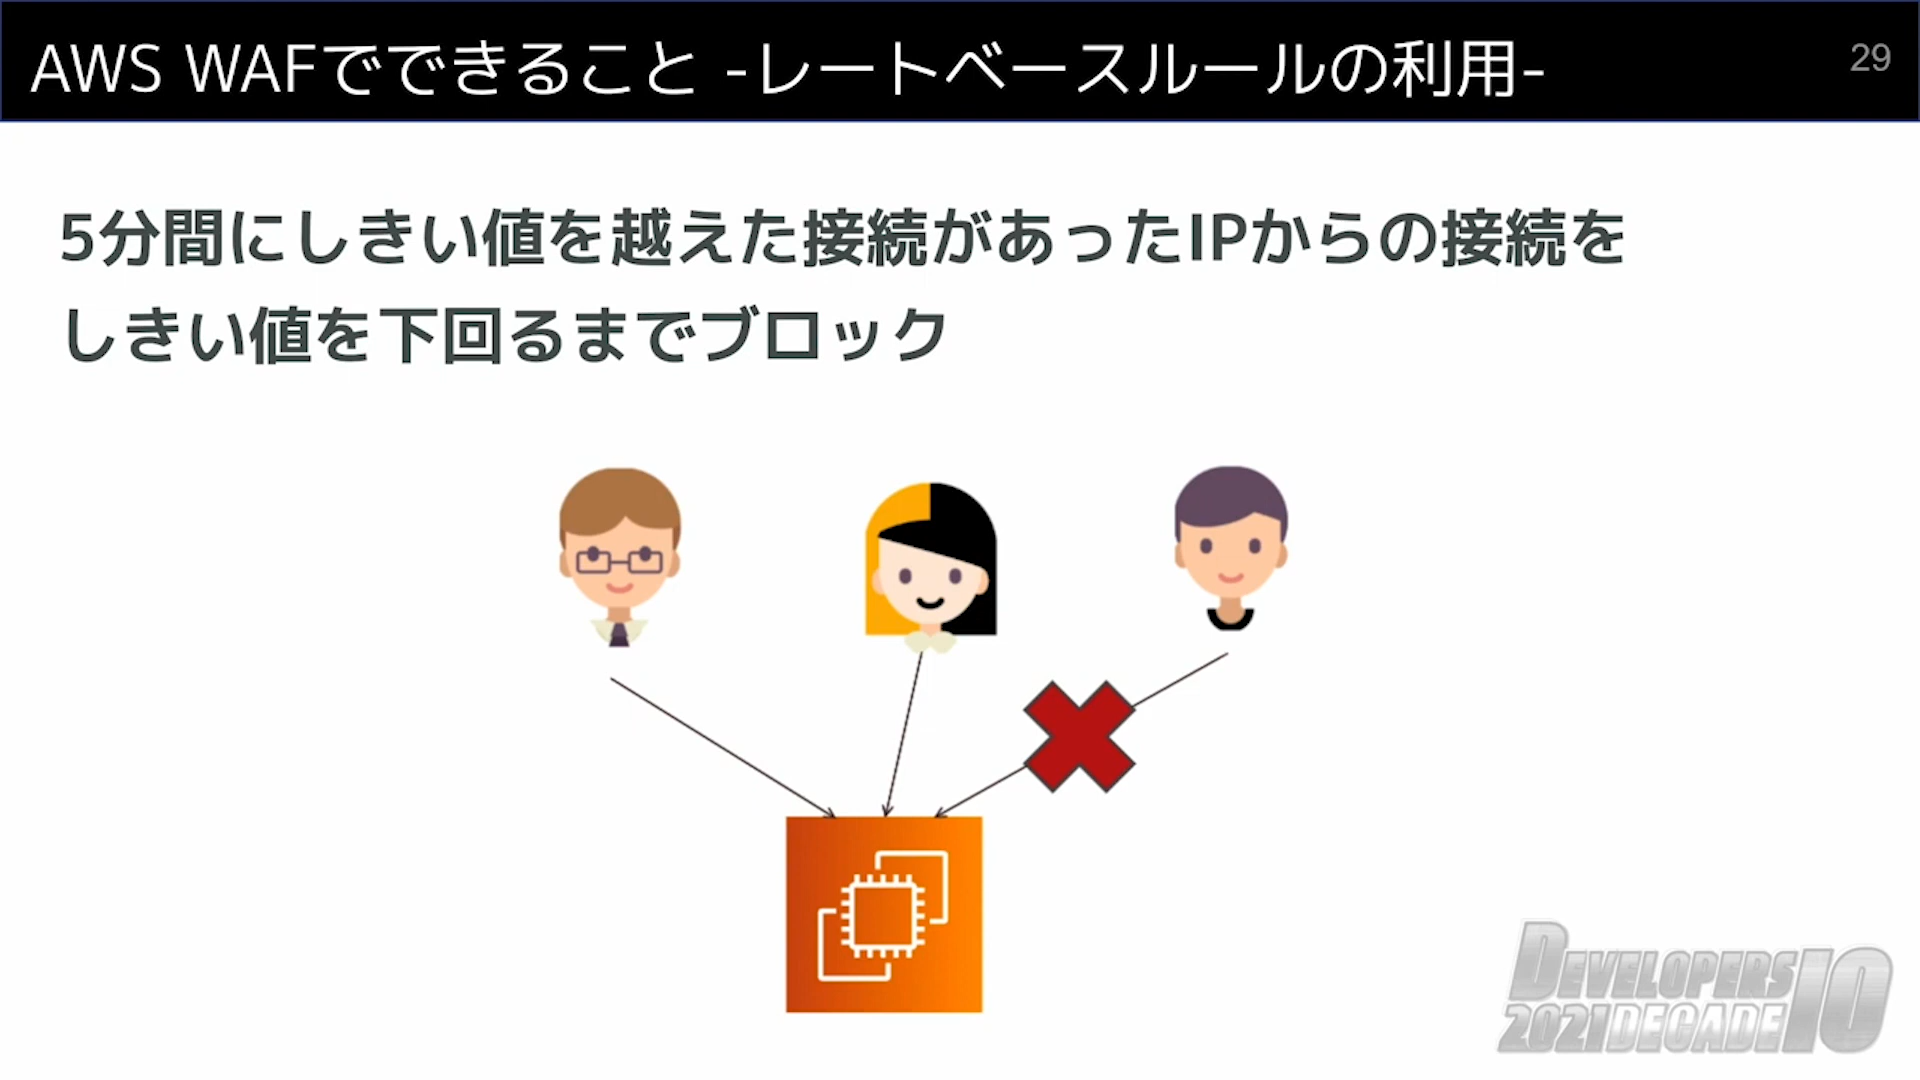 AWS WAFでできること -レートベースルールの利用-
29
5分間にしきい値を越えた接続があったIPからの接続を
しきい値を下回るまでブロック
DEVELOPERS
2021 DECADE 10